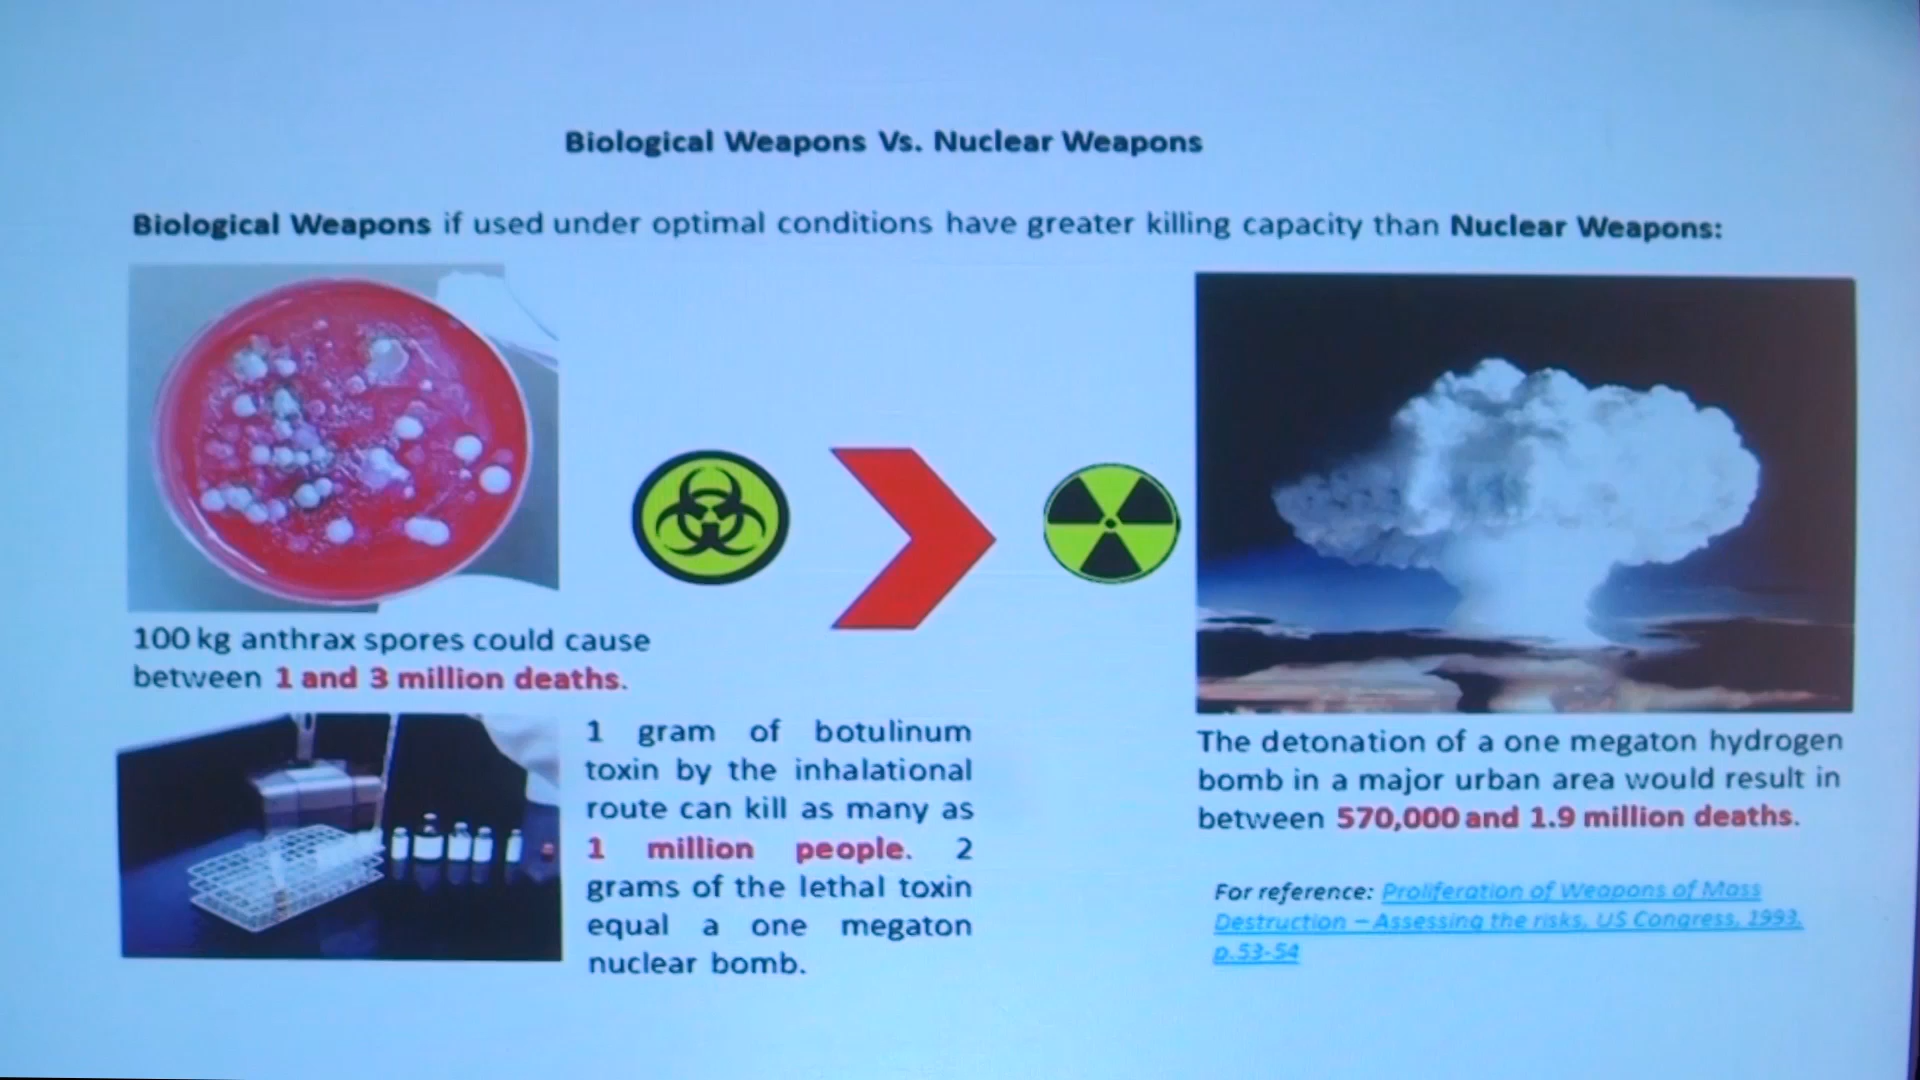 Biological Weapons Vs. Nuclear Weapons
Biological Weapons if used under optimal conditions have greater killing capacity than Nuclear Weapons:
100 kg anthrax spores could cause
between 1 and 3 million deaths.
1 gram of botulinum
toxin by the inhalational
route can kill as many as
1 million people. 2
grams of the lethal toxin
equal a one megaton
nuclear bomb.
The detonation of a one megaton hydrogen
bomb in a major urban area would result in
between 570,000 and 1.9 million deaths.
For reference: Proliferation of Weapons of Mass
Destruction – Assessing the risks, US Congress, 1993,
p.53-54